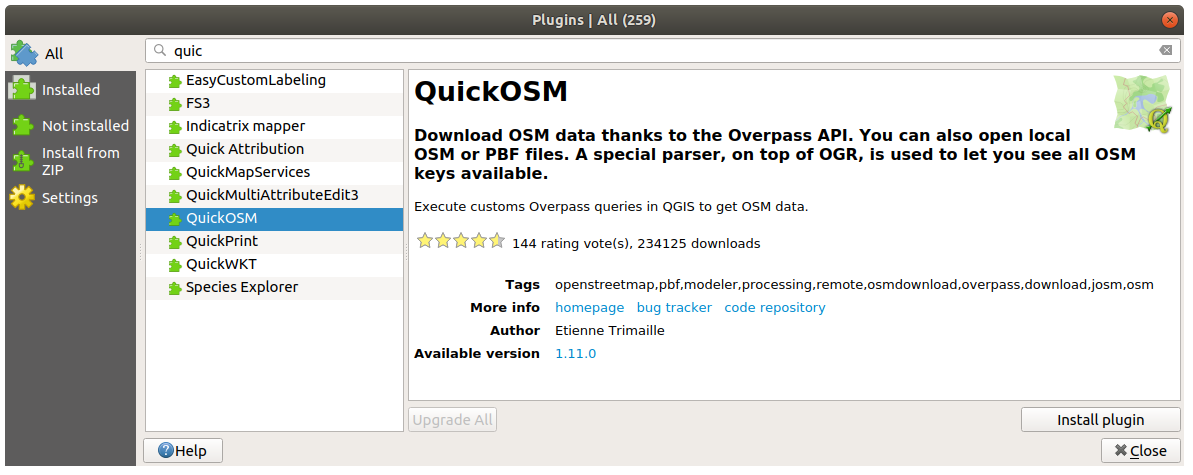 Plugins | All (259)
All
Installed
Not installed
Install from
ZIP
Settings
quic
EasyCustomLabeling
FS3
Indicatrix mapper
Quick Attribution
QuickMapServices
QuickMultiAttributeEdit3
QuickOSM
QuickPrint
QuickWKT
Species Explorer
QuickOSM
Download OSM data thanks to the Overpass API. You can also open local
OSM or PBF files. A special parser, on top of OGR, is used to let you see all OSM
keys available.
Execute customs Overpass queries in QGIS to get OSM data.
144 rating vote(s), 234125 downloads
Tags openstreetmap,pbf,modeler,processing,remote,osmdownload,overpass,download,josm,osm
More info homepage bug tracker code repository
Author Etienne Trimaille
Available version 1.11.0
Upgrade All
Install plugin
Help
Close